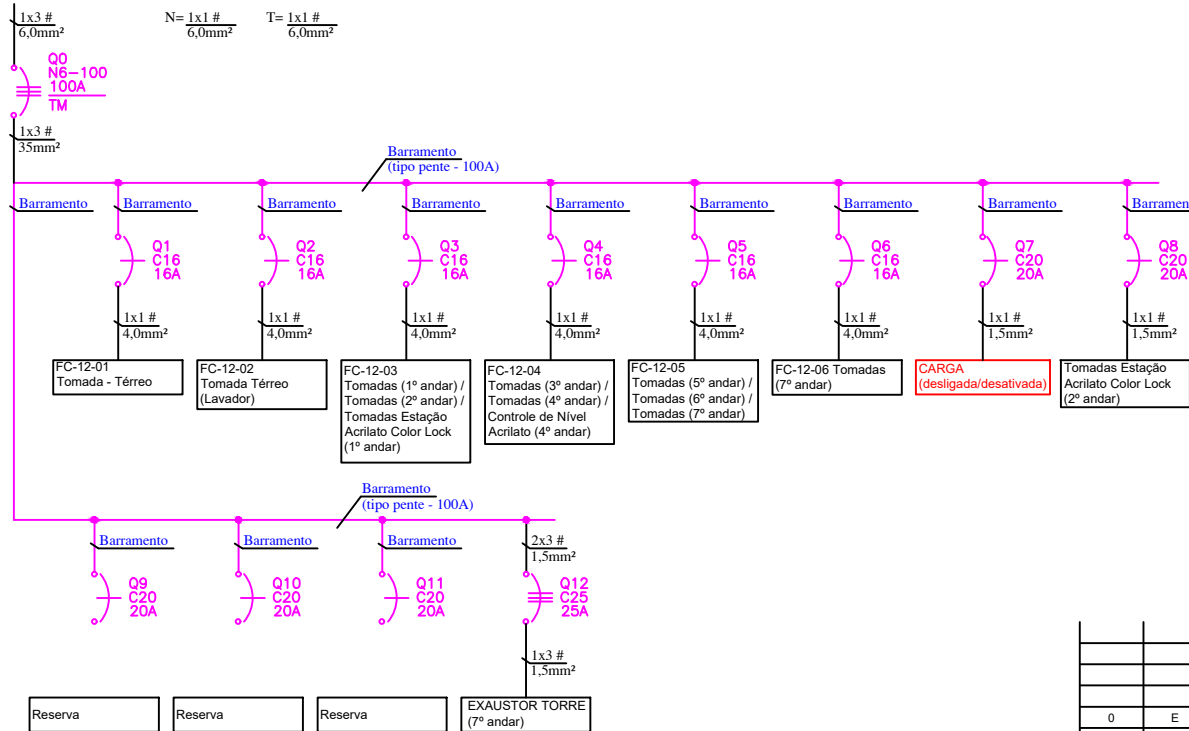 1x3 #
6,0mm²
N= 1x1 #
6,0mm²
T= 1x1 #
6,0mm²
Q0
N6-100
100A
TM
1x3 #
35mm²
Barramento
(tipo pente - 100A)
Barramento
Barramento
Barramento
Barramento
Barramento
Barramento
Barramento
Barramento
Q1
C16
16A
Q2
C16
16A
Q3
C16
16A
Q4
C16
16A
Q5
C16
16A
Q6
C16
16A
Q7
C20
20A
Q8
C20
20A
1x1 #
4,0mm²
1x1 #
4,0mm²
1x1 #
4,0mm²
1x1 #
4,0mm²
1x1 #
4,0mm²
1x1 #
4,0mm²
1x1 #
1,5mm²
1x1 #
1,5mm²
FC-12-01
Tomada - Térreo
FC-12-02
Tomada Térreo
(Lavador)
FC-12-03
Tomadas (1º andar) /
Tomadas (2º andar) /
Tomadas Estação
Acrilato Color Lock
(1º andar)
FC-12-04
Tomadas (3º andar) /
Tomadas (4º andar) /
Controle de Nível
Acrilato (4º andar)
FC-12-05
Tomadas (5º andar) /
Tomadas (6º andar) /
Tomadas (7º andar)
FC-12-06 Tomadas
(7º andar)
CARGA
(desligada/desativada)
Tomadas Estação
Acrilato Color Lock
(2º andar)
Barramento
(tipo pente - 100A)
Barramento
Barramento
Barramento
2x3 #
1,5mm²
Q9
C20
20A
Q10
C20
20A
Q11
C20
20A
Q12
C25
25A
1x3 #
1,5mm²
Reserva
Reserva
Reserva
EXAUSTOR TORRE
(7º andar)
0 E